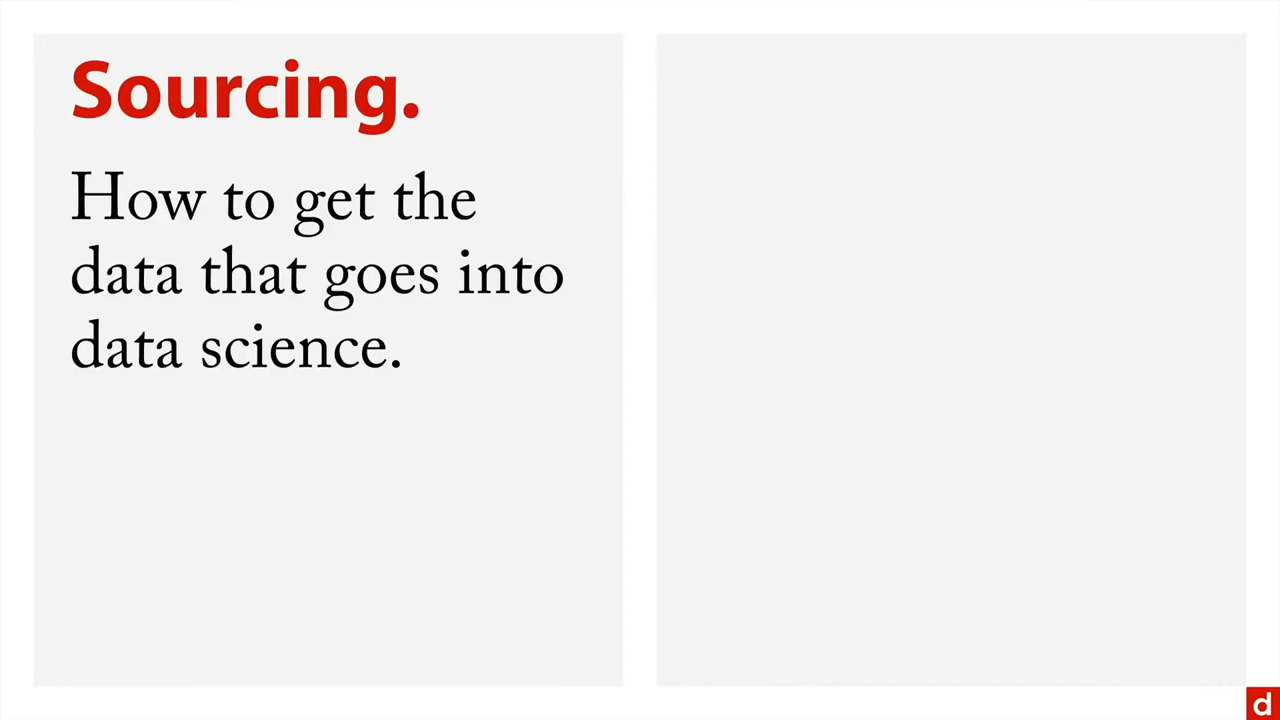 Sourcing.
How to get the
data that goes into
data science.
d